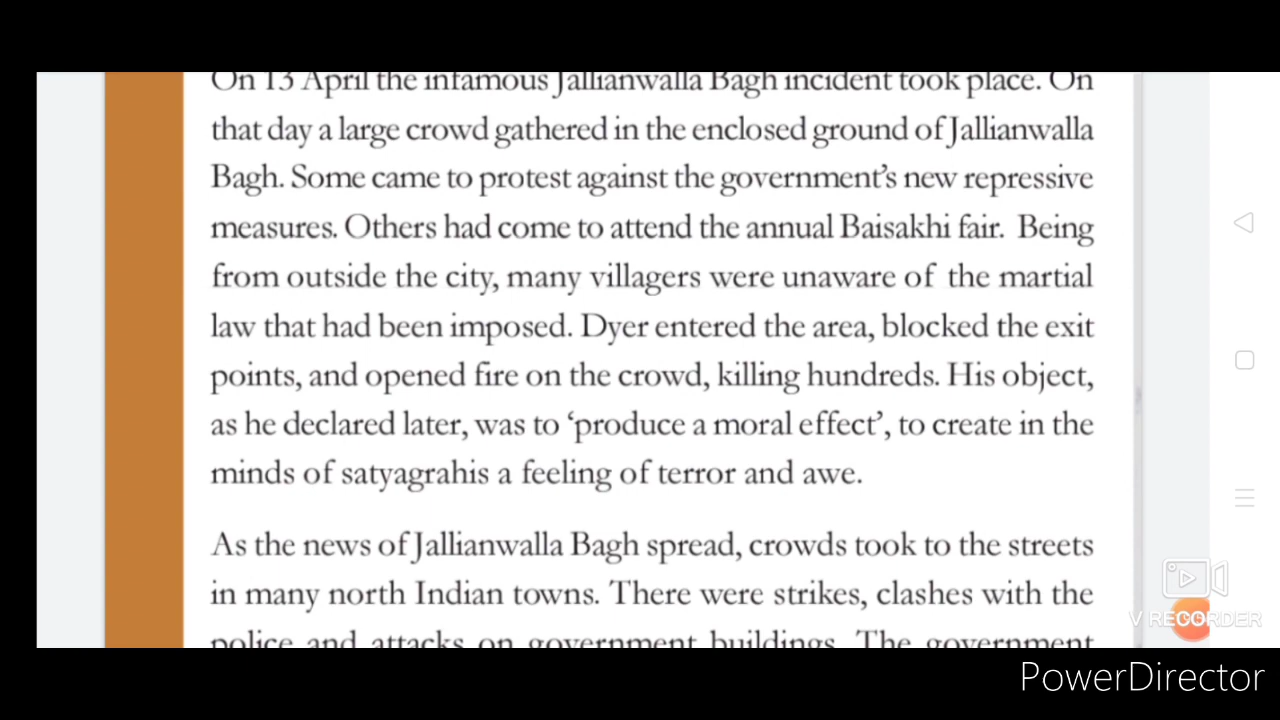 On 13 April the infamous Jallianwalla Bagh incident took place. On
that day a large crowd gathered in the enclosed ground of Jallianwalla
Bagh. Some came to protest against the government’s new repressive
measures. Others had come to attend the annual Baisakhi fair. Being
from outside the city, many villagers were unaware of the martial
law that had been imposed. Dyer entered the area, blocked the exit
points, and opened fire on the crowd, killing hundreds. His object,
as he declared later, was to ‘produce a moral effect’, to create in the
minds of satyagrahis a feeling of terror and awe.
As the news of Jallianwalla Bagh spread, crowds took to the streets
in many north Indian towns. There were strikes, clashes with the
police and attacks on government buildings. The government
V RECORDER
PowerDirector